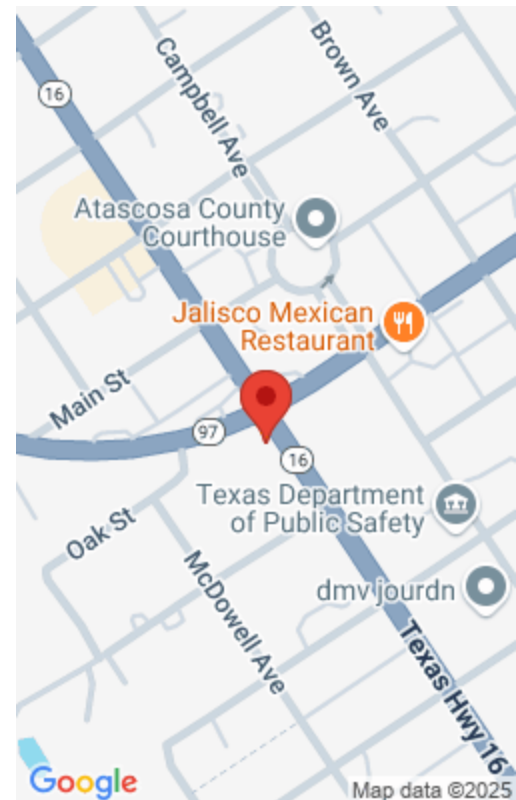 Campbell Ave
Brown Ave
16
Atascosa County
Courthouse
Jalisco Mexican
Restaurant
Main St
97
16
Texas Department
of Public Safety
Oak St
McDowell Ave
dmv jourdn
Texas Hwy 16
Google
Map data ©2025